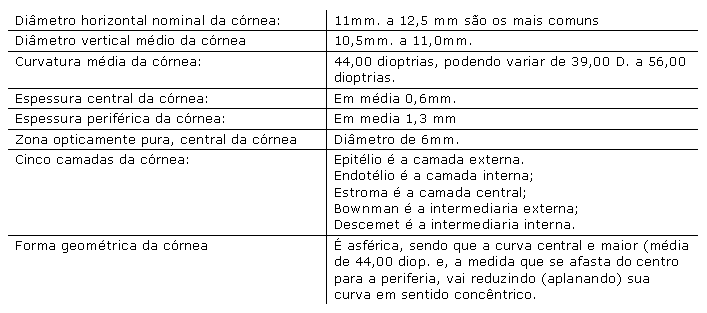 Diâmetro horizontal nominal da córnea: 11mm. a 12,5 mm são os mais comuns
Diâmetro vertical médio da córnea 10,5mm. a 11,0mm.
Curvatura média da córnea: 44,00 dioptrias, podendo variar de 39,00 D. a 56,00
dioptrias.
Espessura central da córnea: Em média 0,6mm.
Espessura periférica da córnea: Em media 1,3 mm
Zona opticamente pura, central da córnea Diâmetro de 6mm.
Cinco camadas da córnea: Epitélio é a camada externa.
Endotélio é a camada interna;
Estroma é a camada central;
Bownman é a intermediaria externa;
Descemet é a intermediaria interna.
Forma geométrica da córnea É asférica, sendo que a curva central e maior (média
de 44,00 diop. e, a medida que se afasta do centro
para a periferia, vai reduzindo (aplanando) sua
curva em sentido concêntrico.